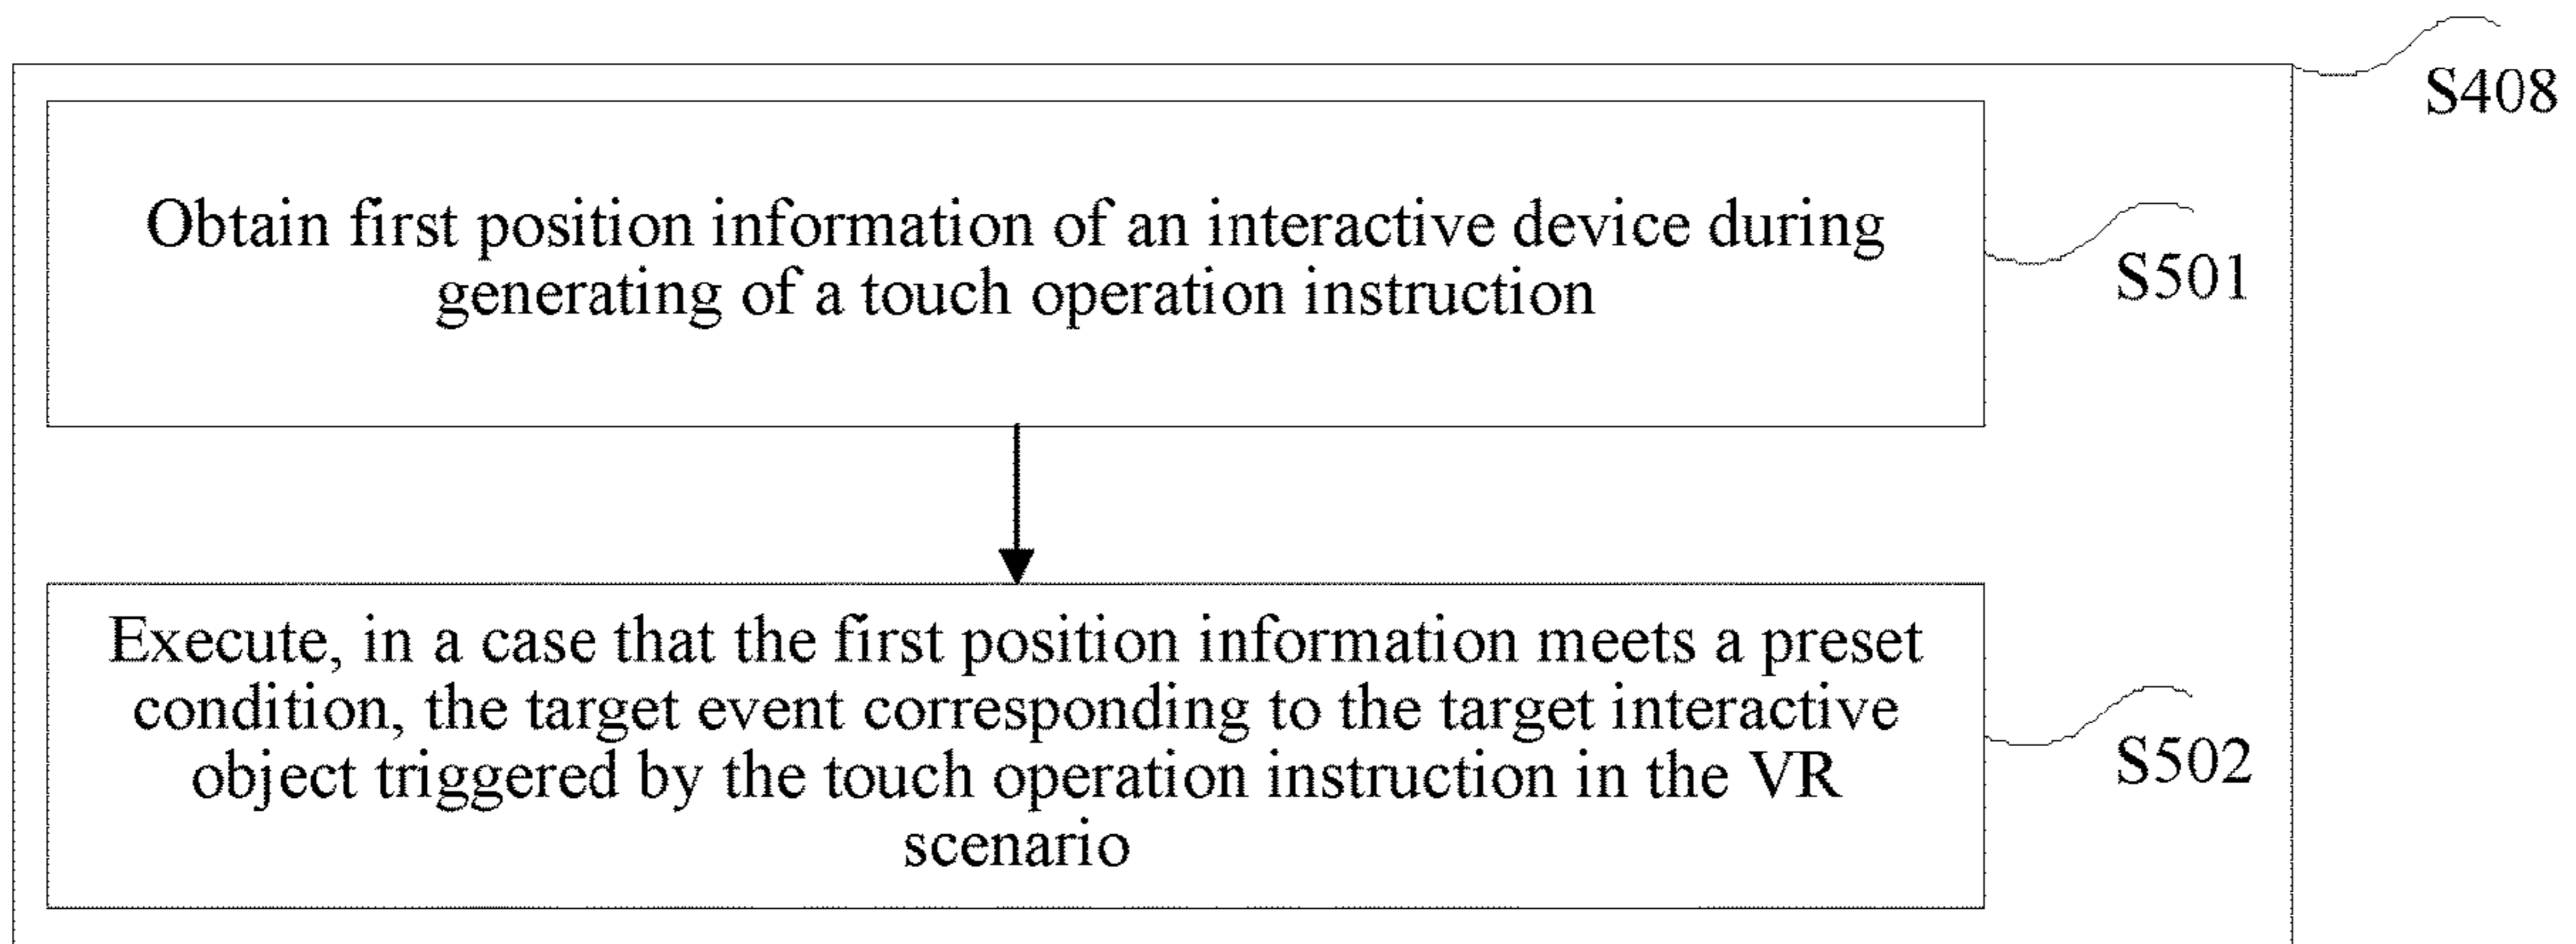 S408
Obtain first position information of an interactive device during
generating of a touch operation instruction
S501
Execute, in a case that the first position information meets a preset
condition, the target event corresponding to the target interactive
object triggered by the touch operation instruction in the VR
scenario
S502